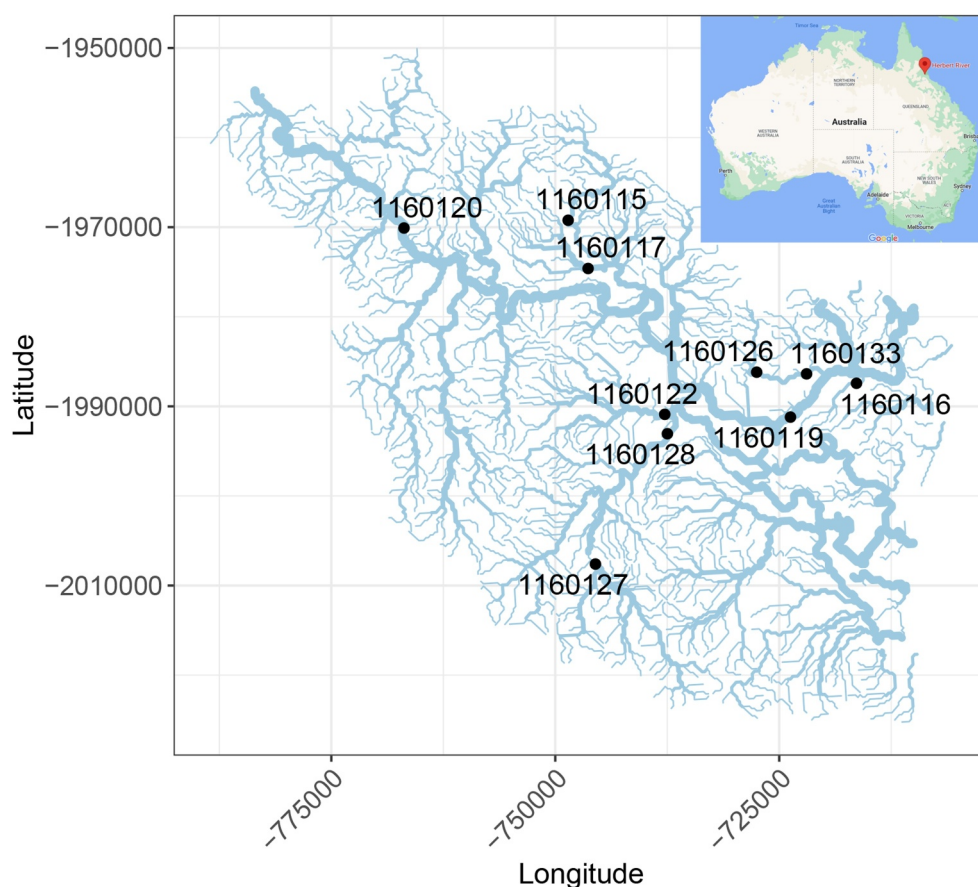 −1950000
−1970000
−1990000
−2010000
Latitude
1160120
1160115
1160117
1160126
1160133
1160122
1160116
1160119
1160128
1160127
−775000
−750000
−725000
Longitude
Timor Sea
Herbert River
NORTHERN
TERRITORY
QUEENSLAND
Australia
WESTERN
AUSTRALIA
SOUTH
AUSTRALIA
Brisba
NEW SOUTH
WALES
Perth
Sydney
Adelaide
Great
Australian
Bight
ACT
VICTORIA
Melbourne
Google